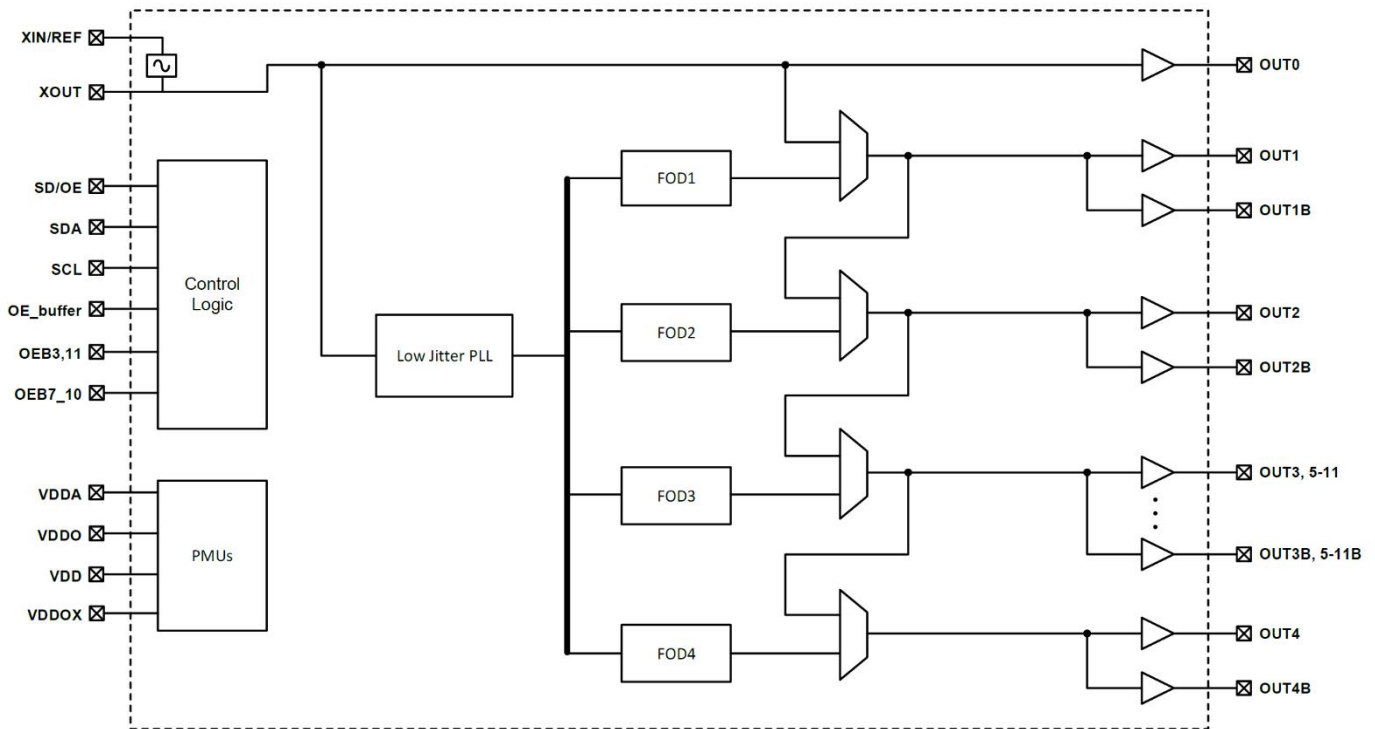 XIN/REF
XOUT
OUT0
OUT1
OUT1B
FOD1
SD/OE
SDA
SCL
OE_buffer
OEB3,11
OEB7_10
Control
Logic
Low Jitter PLL
FOD2
OUT2
OUT2B
VDDA
VDDO
VDD
VDDOX
PMUs
FOD3
OUT3, 5-11
OUT3B, 5-11B
FOD4
OUT4
OUT4B